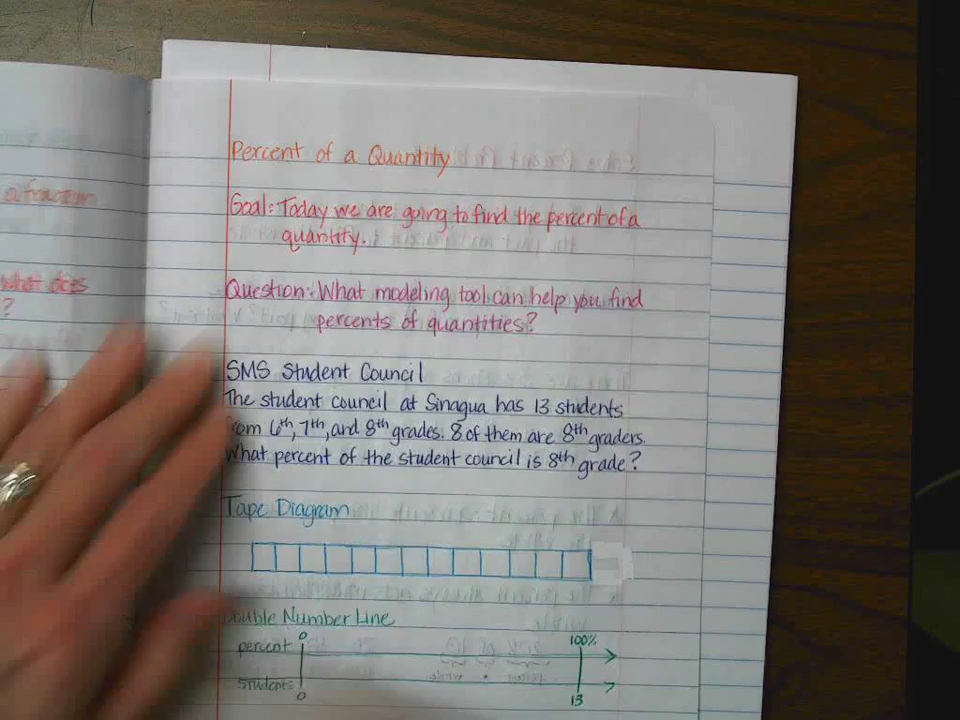 a fraction
what does
?
Percent of a Quantity
Goal: Today we are going to find the percent of a
quantity.
Question: What modeling tool can help you find
percents of quantities?
SMS Student Council
The student council at Sinagua has 13 students
from 6th, 7th, and 8th grades. 8 of them are 8th graders.
What percent of the student council is 8th grade?
Tape Diagram
Double Number Line
percent 0 100%
students 0 13